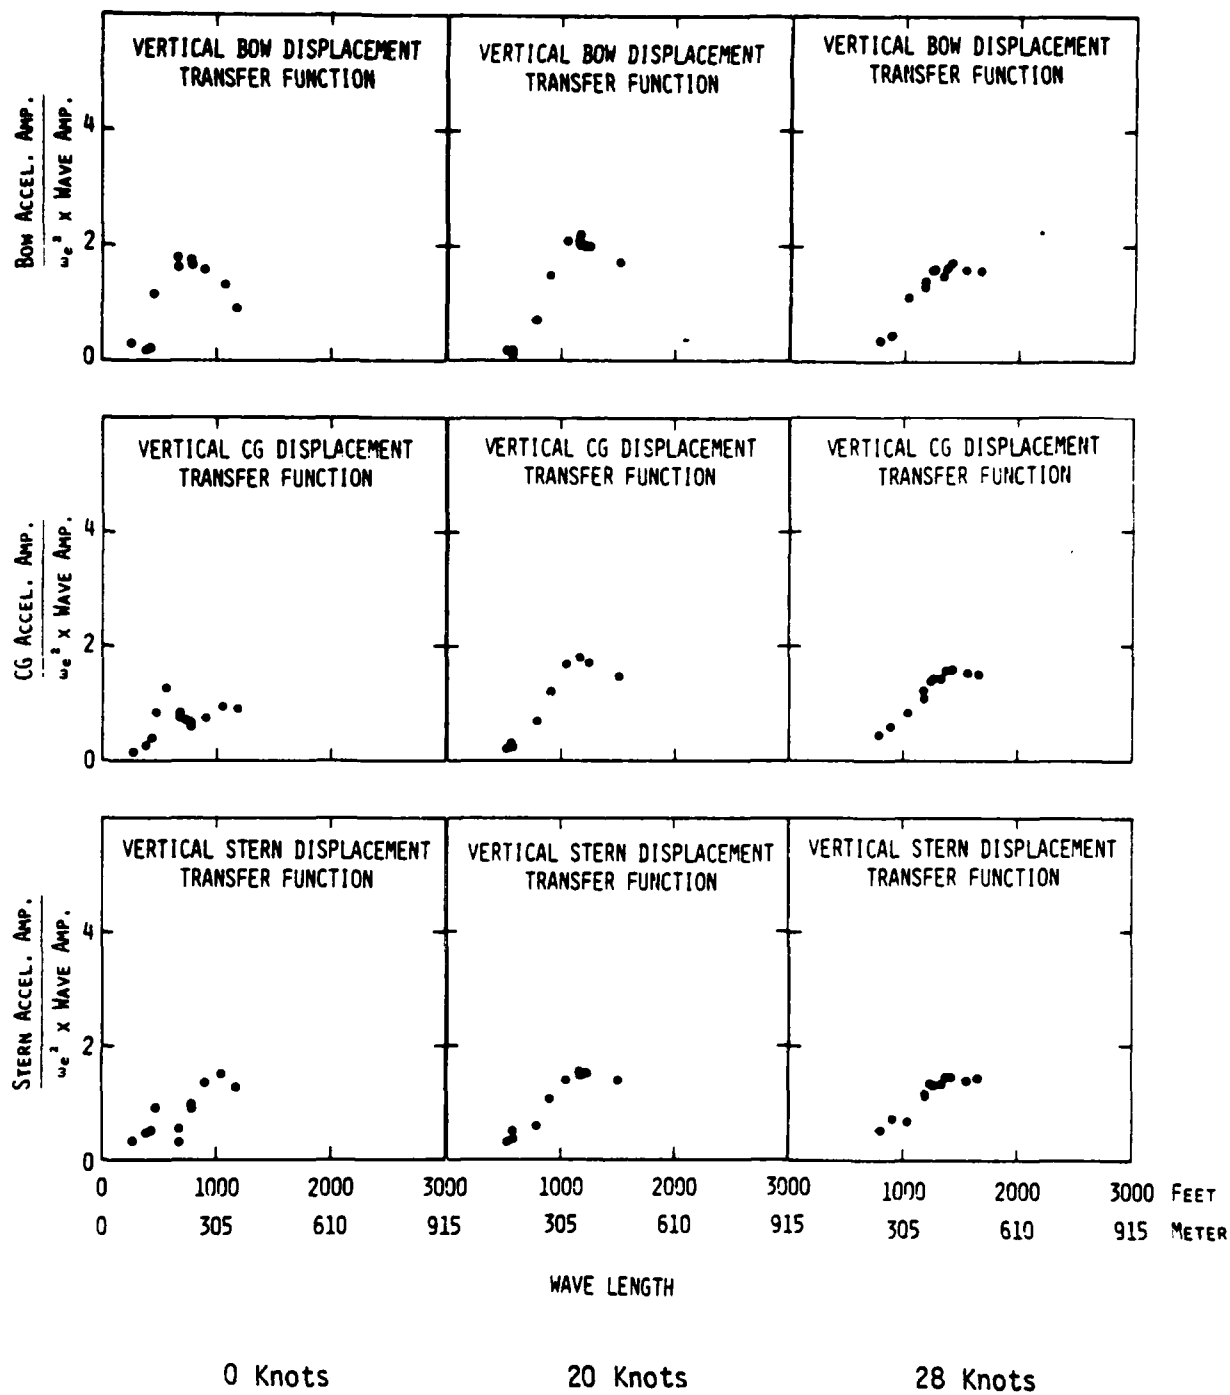 VERTICAL BOW DISPLACEMENT
TRANSFER FUNCTION
VERTICAL BOW DISPLACEMENT
TRANSFER FUNCTION
VERTICAL BOW DISPLACEMENT
TRANSFER FUNCTION
BOW ACCEL. AMP.
ωe² x WAVE AMP.
4
2
0
VERTICAL CG DISPLACEMENT
TRANSFER FUNCTION
VERTICAL CG DISPLACEMENT
TRANSFER FUNCTION
VERTICAL CG DISPLACEMENT
TRANSFER FUNCTION
CG ACCEL. AMP.
ωe² x WAVE AMP.
4
2
0
VERTICAL STERN DISPLACEMENT
TRANSFER FUNCTION
VERTICAL STERN DISPLACEMENT
TRANSFER FUNCTION
VERTICAL STERN DISPLACEMENT
TRANSFER FUNCTION
STERN ACCEL. AMP.
ωe² x WAVE AMP.
4
2
0
0 1000 2000 3000 1000 2000 3000 1000 2000 3000 FEET
0 305 610 915 305 610 915 305 610 915 METER
WAVE LENGTH
0 Knots 20 Knots 28 Knots